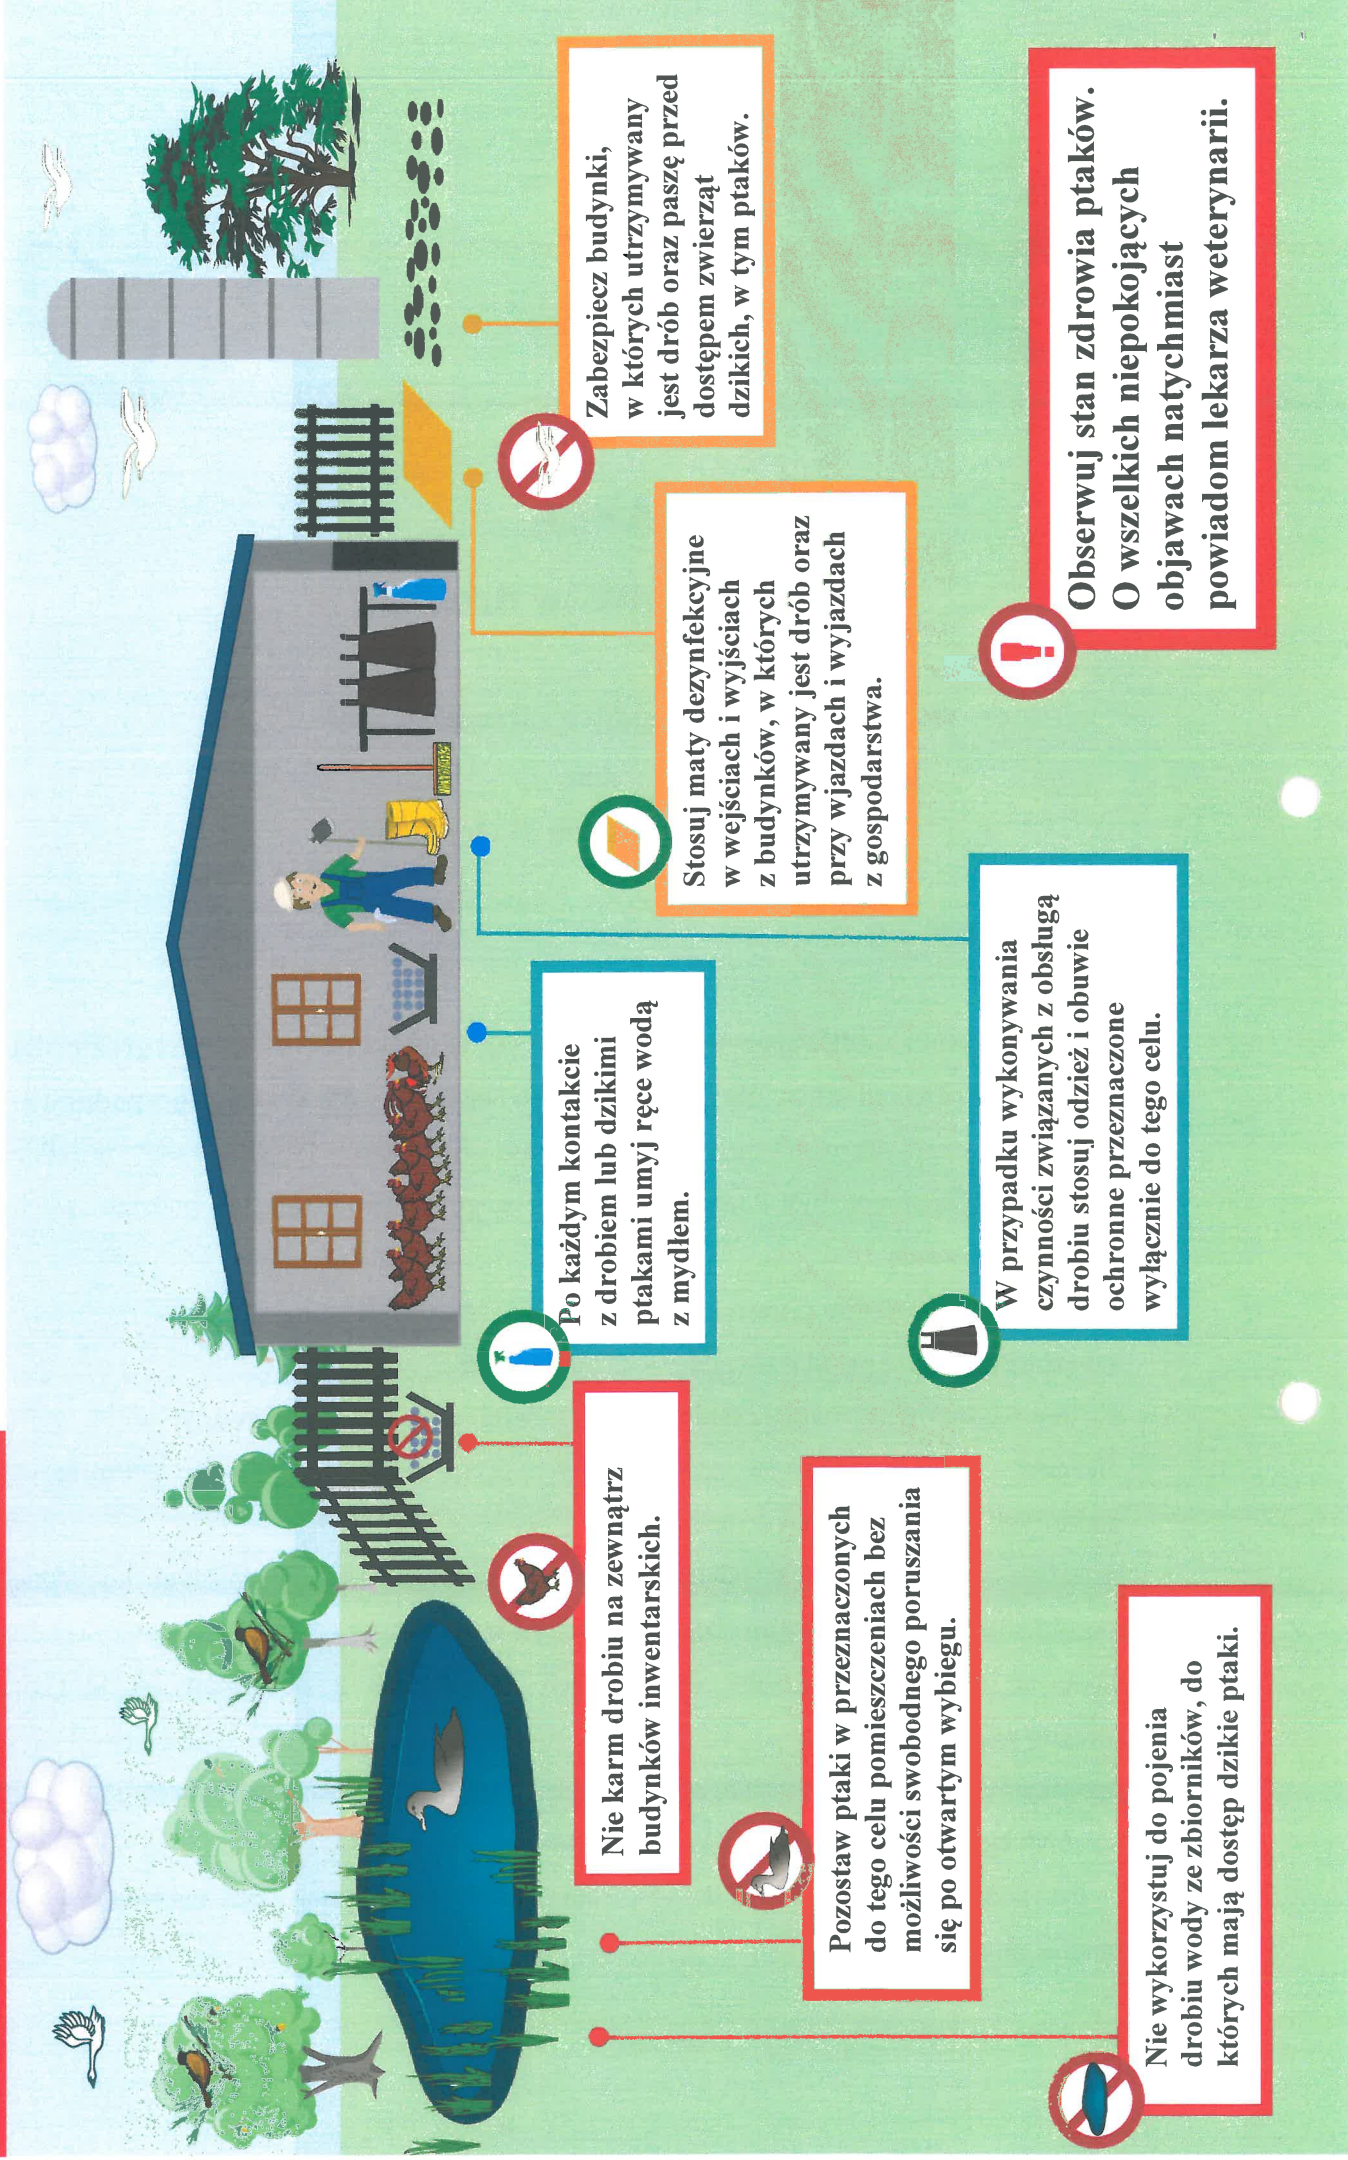 Nie karm drobiu na zewnątrz
budynków inwentarskich.
Pozostaw ptaki w przeznaczonych
do tego celu pomieszczeniach bez
możliwości swobodnego poruszania
się po otwartym wybiegu.
Nie wykorzystuj do pojenia
drobiu wody ze zbiorników, do
których mają dostęp dzikie ptaki.
Po każdym kontakcie
z drobiem lub dzikimi
ptakami umyj ręce wodą
z mydłem.
W przypadku wykonywania
czynności związanych z obsługą
drobiu stosuj odzież i obuwie
ochronne przeznaczone
wyłącznie do tego celu.
Stosuj maty dezynfekcyjne
w wejściach i wyjściach
z budynków, w których
utrzymywany jest drób oraz
przy wjazdach i wyjazdach
z gospodarstwa.
Zabezpiecz budynki,
w których utrzymywany
jest drób oraz paszę przed
dostępem zwierząt
dzikich, w tym ptaków.
Obserwuj stan zdrowia ptaków.
O wszelkich niepokojących
objawach natychmiast
powiadom lekarza weterynarii.